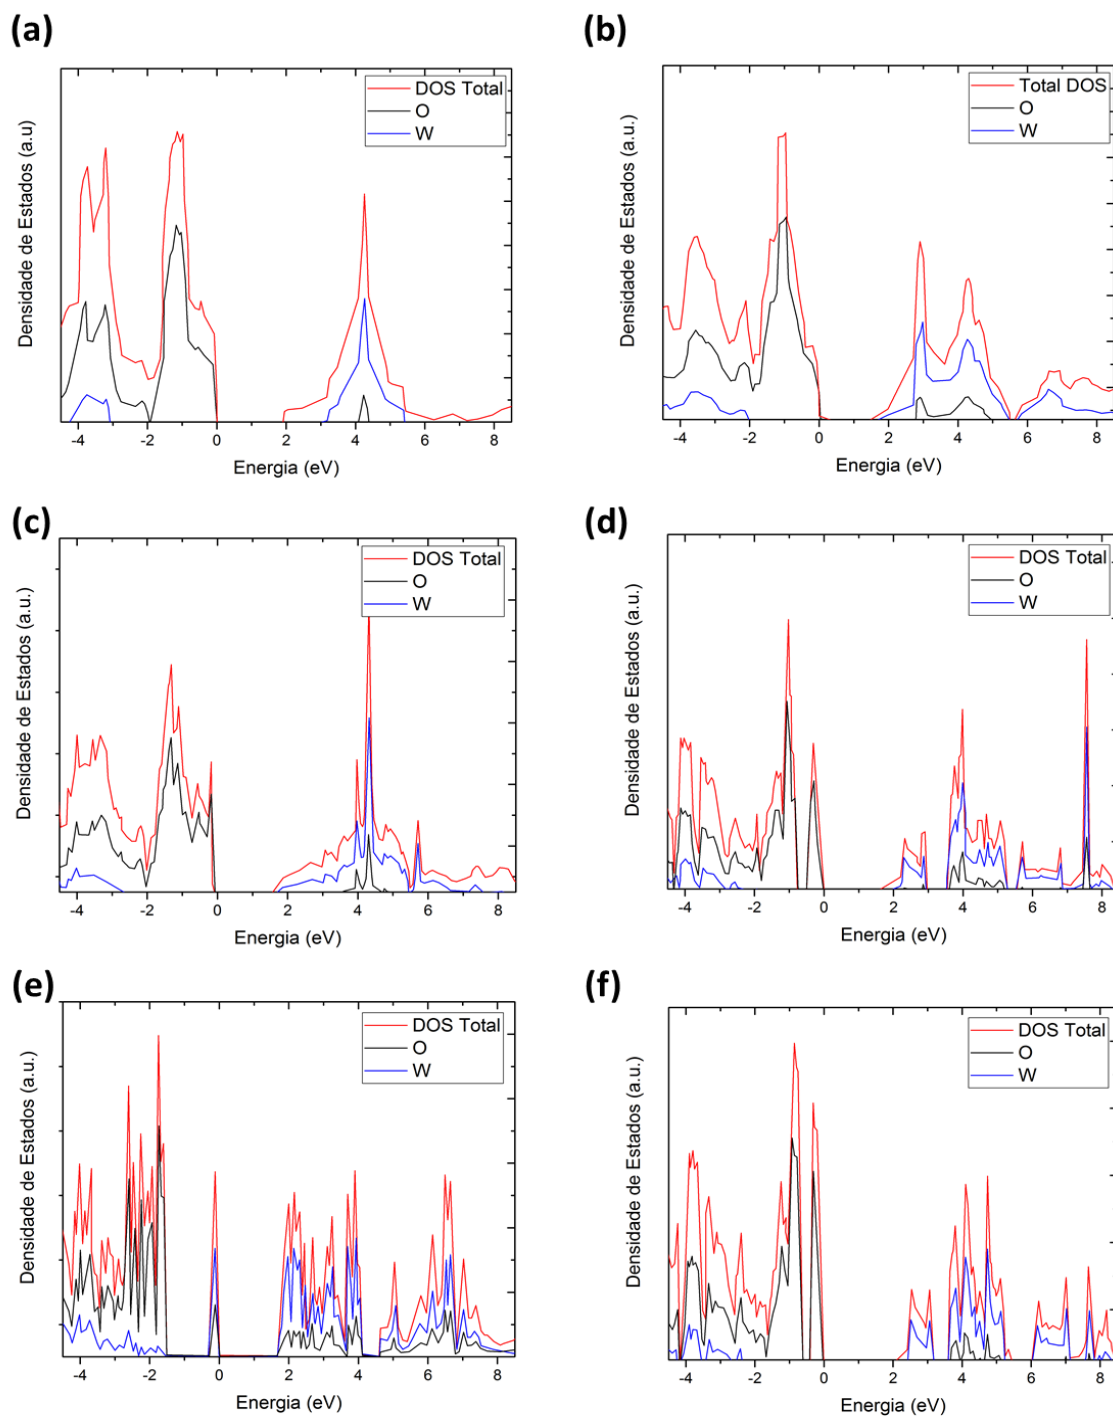 (a)
DOS Total
O
W
Densidade de Estados (a.u)
-4 -2 0 2 4 6 8
Energia (eV)
(b)
Total DOS
O
W
Densidade de Estados (a.u)
-4 -2 0 2 4 6 8
Energia (eV)
(c)
DOS Total
O
W
Densidade de Estados (a.u.)
-4 -2 0 2 4 6 8
Energia (eV)
(d)
DOS Total
O
W
Densidade de Estados (a.u.)
-4 -2 0 2 4 6 8
Energia (eV)
(e)
DOS Total
O
W
Densidade de Estados (a.u.)
-4 -2 0 2 4 6 8
Energia (eV)
(f)
DOS Total
O
W
Densidade de Estados (a.u.)
-4 -2 0 2 4 6 8
Energia (eV)